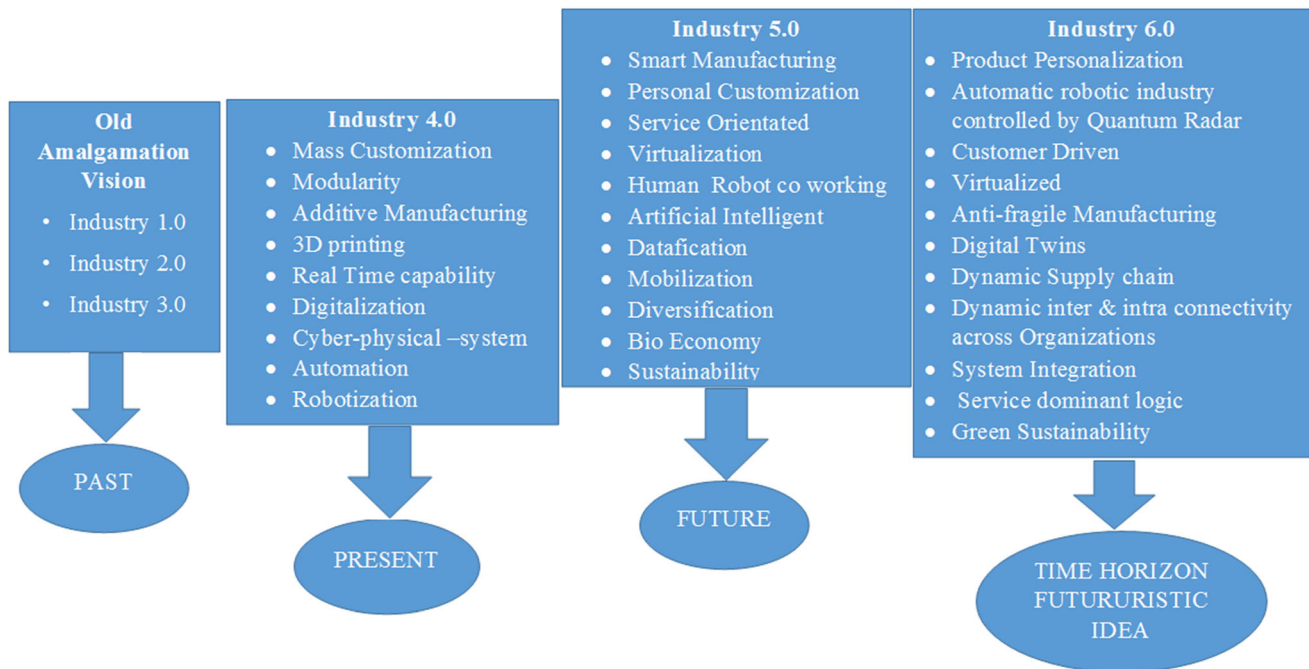 Old
Amalgamation
Vision
• Industry 1.0
• Industry 2.0
• Industry 3.0
PAST
Industry 4.0
• Mass Customization
• Modularity
• Additive Manufacturing
• 3D printing
• Real Time capability
• Digitalization
• Cyber-physical –system
• Automation
• Robotization
PRESENT
Industry 5.0
• Smart Manufacturing
• Personal Customization
• Service Orientated
• Virtualization
• Human Robot co working
• Artificial Intelligent
• Datafication
• Mobilization
• Diversification
• Bio Economy
• Sustainability
FUTURE
Industry 6.0
• Product Personalization
• Automatic robotic industry
controlled by Quantum Radar
• Customer Driven
• Virtualized
• Anti-fragile Manufacturing
• Digital Twins
• Dynamic Supply chain
• Dynamic inter & intra connectivity
across Organizations
• System Integration
• Service dominant logic
• Green Sustainability
TIME HORIZON
FUTURURISTIC
IDEA